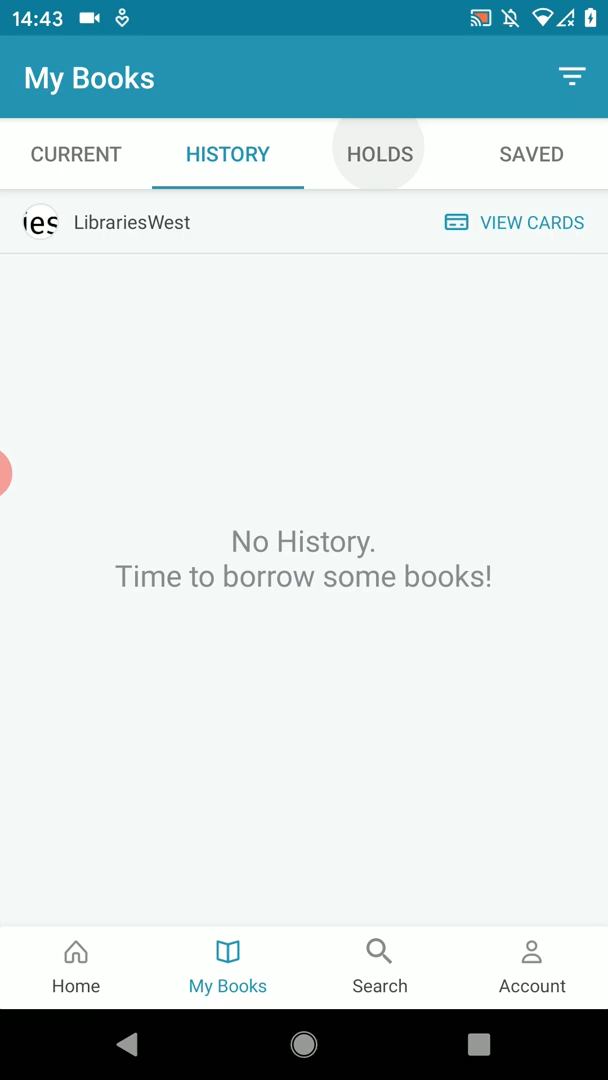 14:43
My Books
CURRENT
HISTORY
HOLDS
SAVED
ies LibrariesWest
VIEW CARDS
No History.
Time to borrow some books!
Home
My Books
Search
Account